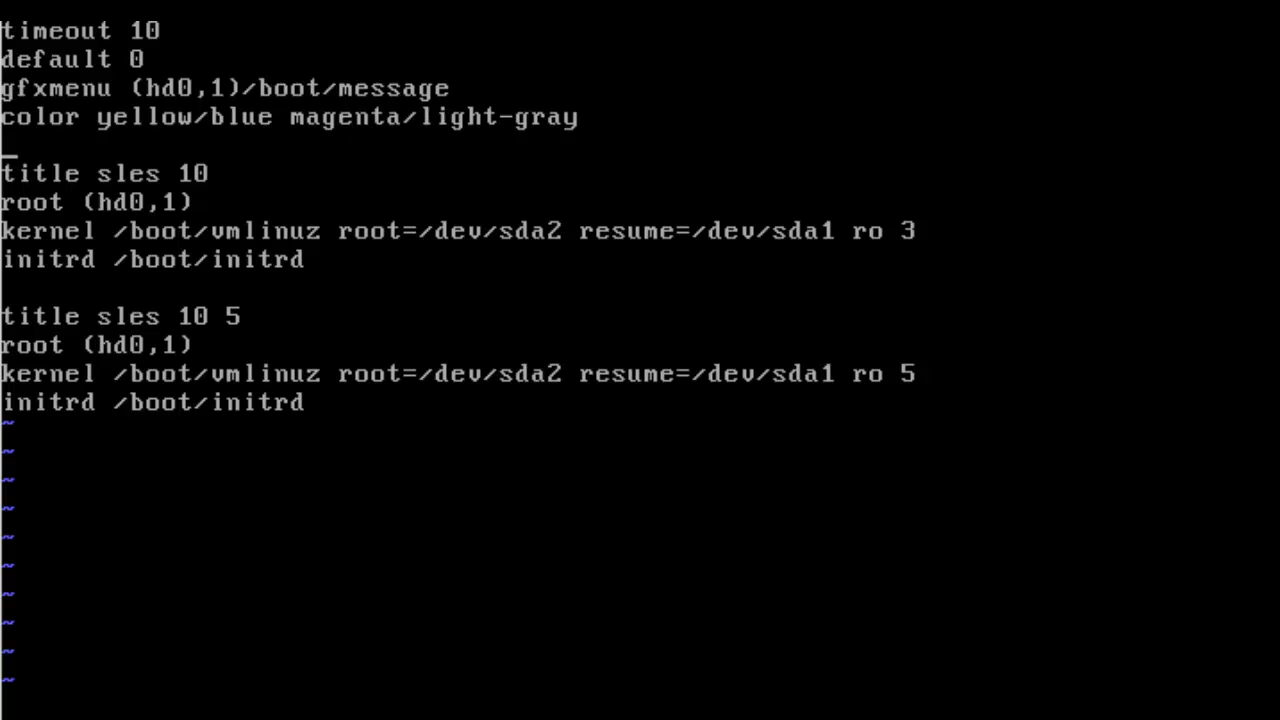 timeout 10
default 0
gfxmenu (hd0,1)/boot/message
color yellow/blue magenta/light-gray
title sles 10
root (hd0,1)
kernel /boot/vmlinuz root=/dev/sda2 resume=/dev/sda1 ro 3
initrd /boot/initrd
title sles 10 5
root (hd0,1)
kernel /boot/vmlinuz root=/dev/sda2 resume=/dev/sda1 ro 5
initrd /boot/initrd
~
~
~
~
~
~
~
~
~
~